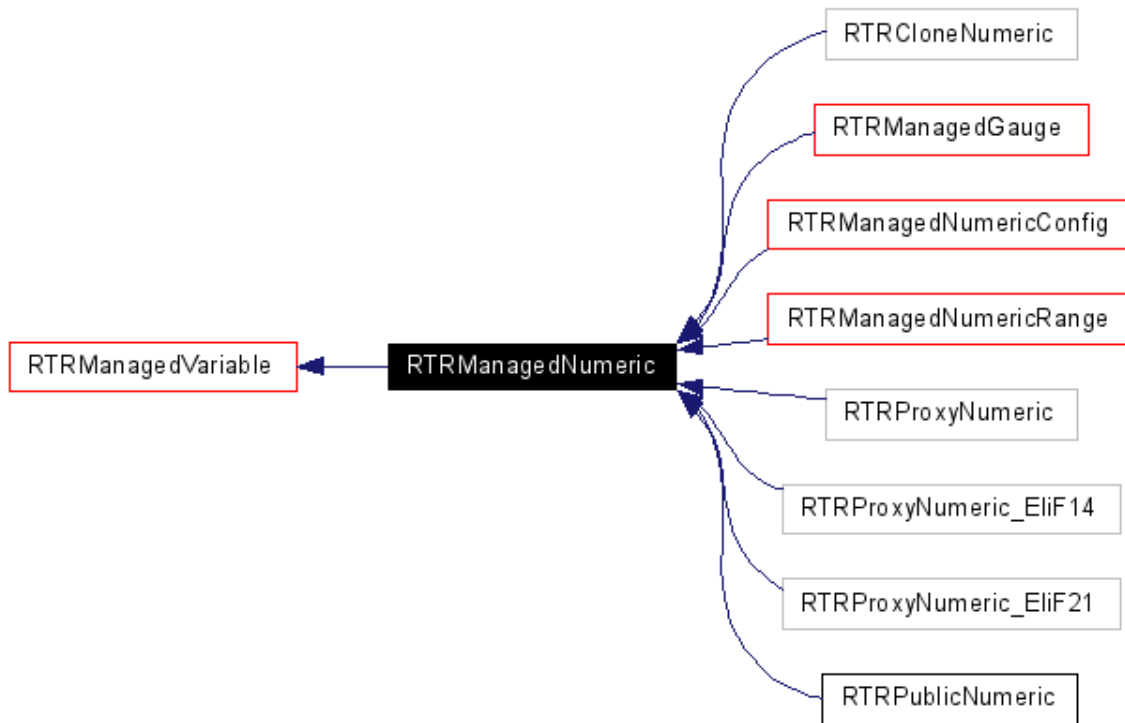 RTRCloneNumeric
RTRManagedGauge
RTRManagedNumericConfig
RTRManagedNumericRange
RTRManagedVariable
RTRManagedNumeric
RTRProxyNumeric
RTRProxyNumeric_EliF14
RTRProxyNumeric_EliF21
RTRPublicNumeric